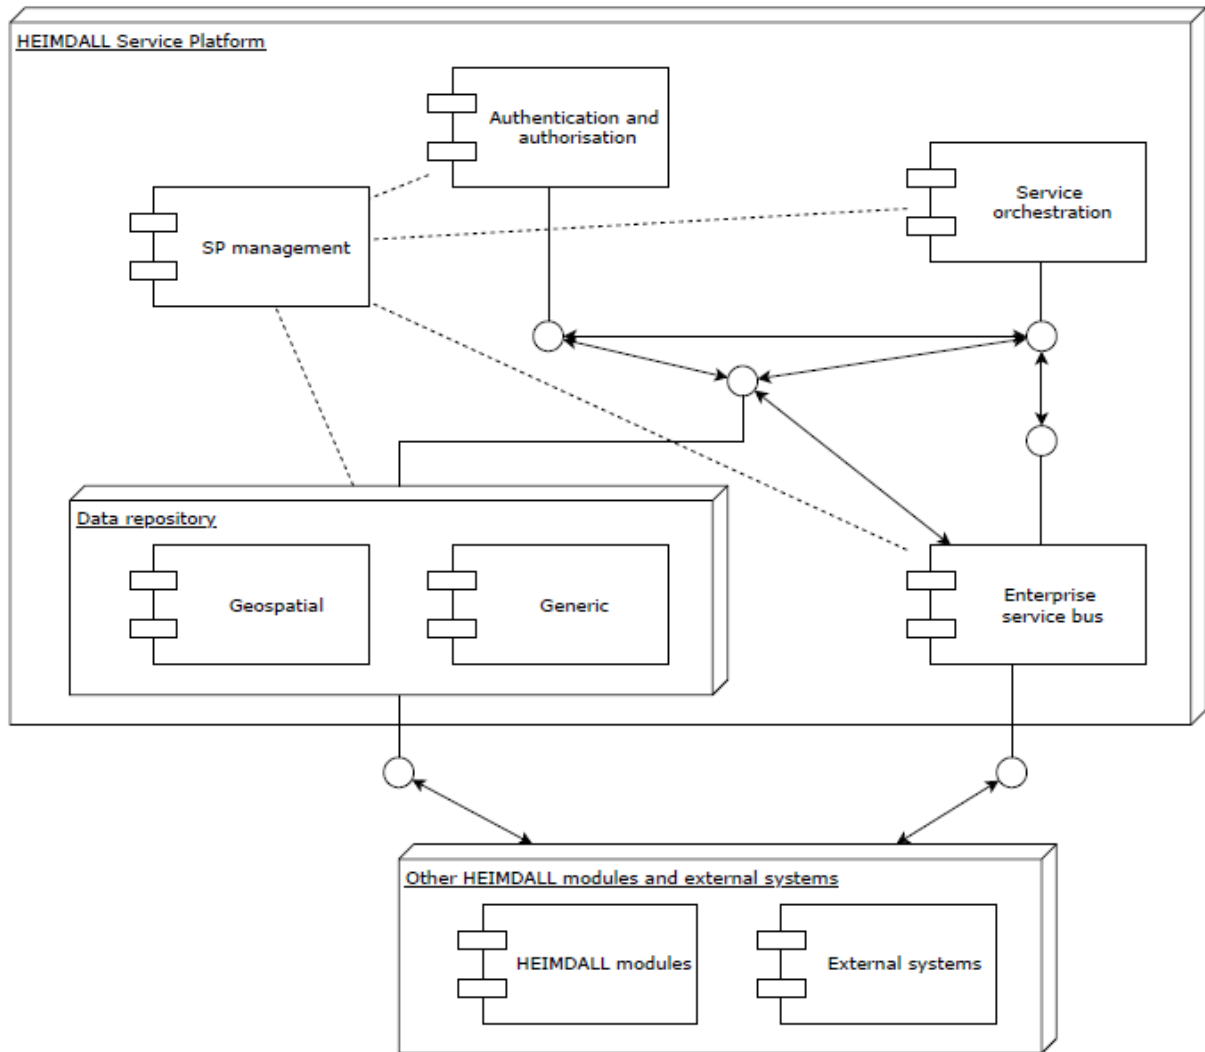 HEIMDALL Service Platform
Authentication and
authorisation
Service
orchestration
SP management
Data repository
Geospatial
Generic
Enterprise
service bus
Other HEIMDALL modules and external systems
HEIMDALL modules
External systems